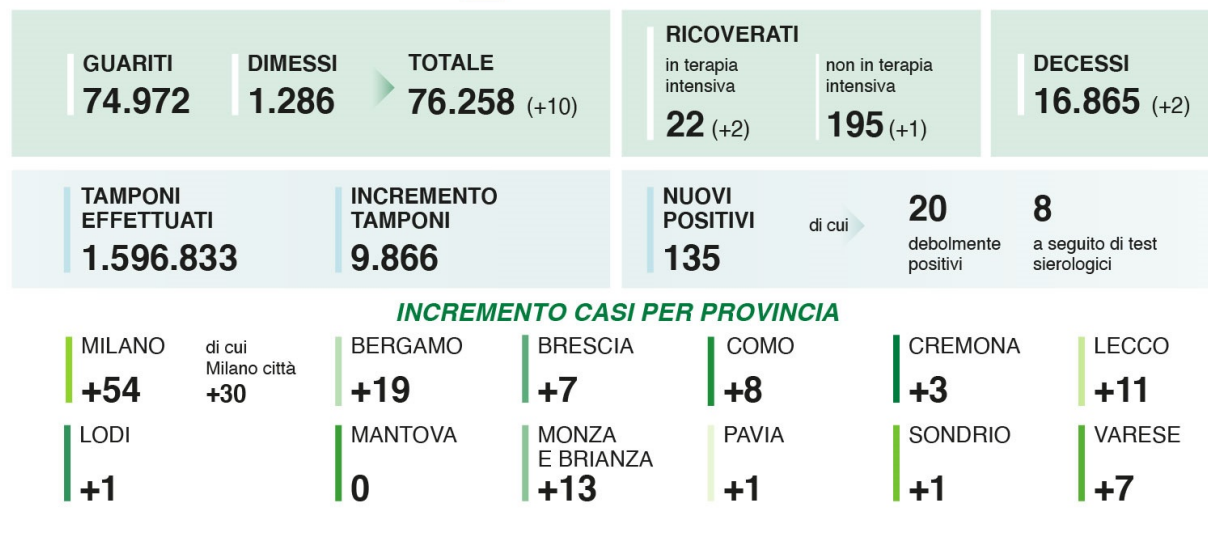 GUARITI
74.972
DIMESSI
1.286
TOTALE
76.258 (+10)
RICOVERATI
in terapia
intensiva
22 (+2)
non in terapia
intensiva
195 (+1)
DECESSI
16.865 (+2)
TAMPONI
EFFETTUATI
1.596.833
INCREMENTO
TAMPONI
9.866
NUOVI
POSITIVI
135
di cui
20
debolmente
positivi
8
a seguito di test
sierologici
INCREMENTO CASI PER PROVINCIA
MILANO
+54
di cui
Milano città
+30
BERGAMO
+19
BRESCIA
+7
COMO
+8
CREMONA
+3
LECCO
+11
LODI
+1
MANTOVA
0
MONZA
E BRIANZA
+13
PAVIA
+1
SONDRIO
+1
VARESE
+7